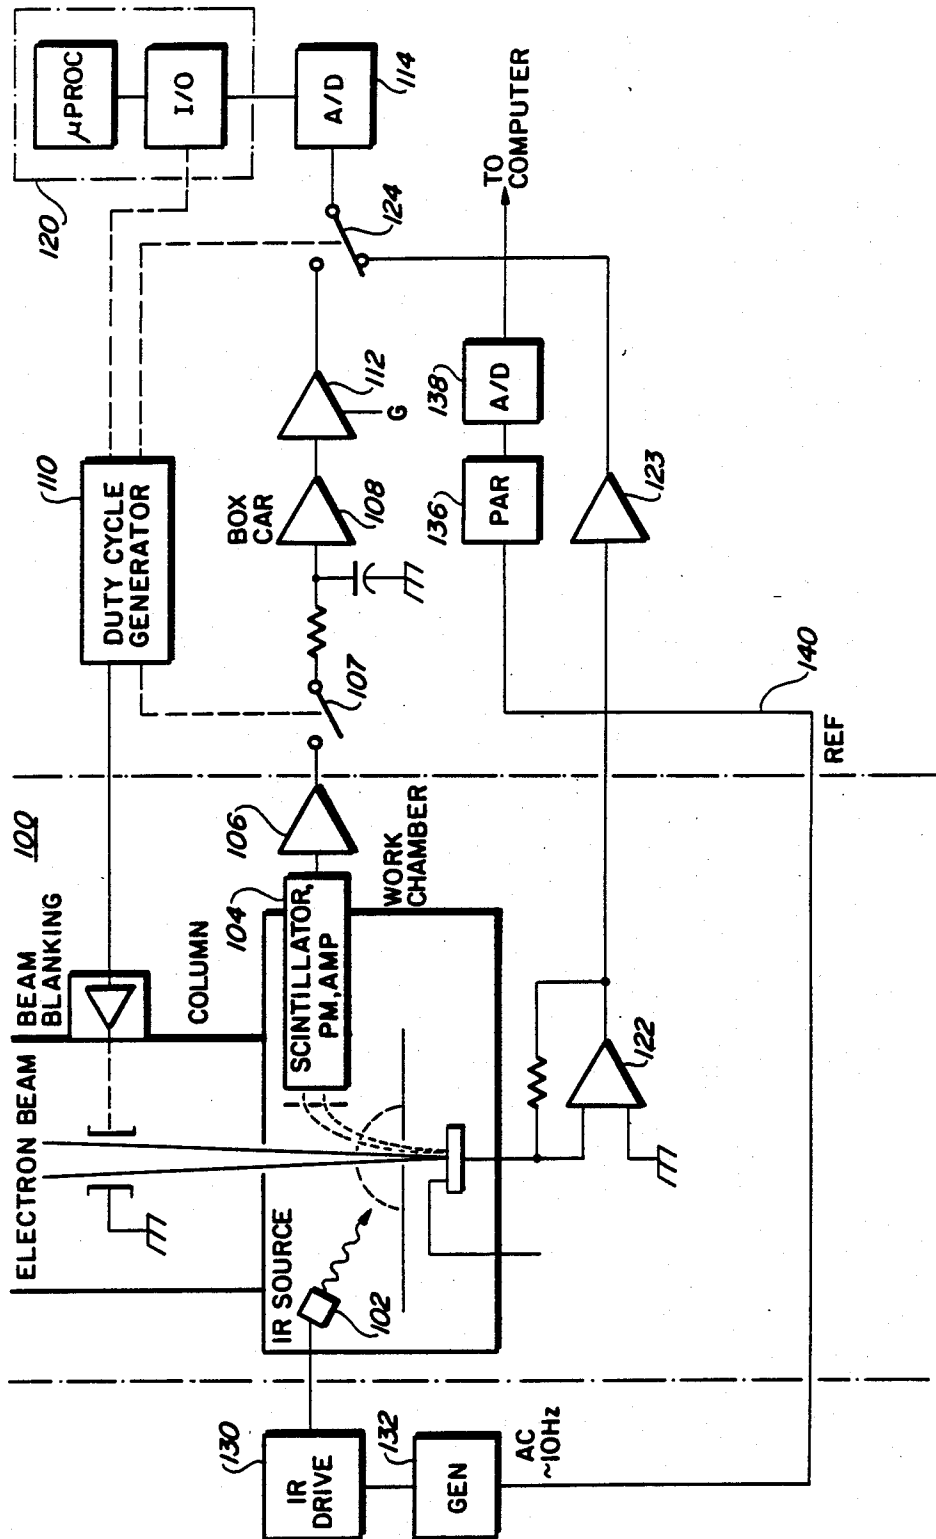 100
ELECTRON BEAM
BEAM
BLANKING
COLUMN
IR SOURCE
102
SCINTILLATOR,
PM, AMP
104
106
WORK
CHAMBER
122
130
IR
DRIVE
132
GEN
AC
~10HZ
REF
140
110
DUTY CYCLE
GENERATOR
107
BOX
CAR
108
112
G
136
PAR
138
A/D
TO
COMPUTER
123
124
120
µPROC
I/O
A/D
114